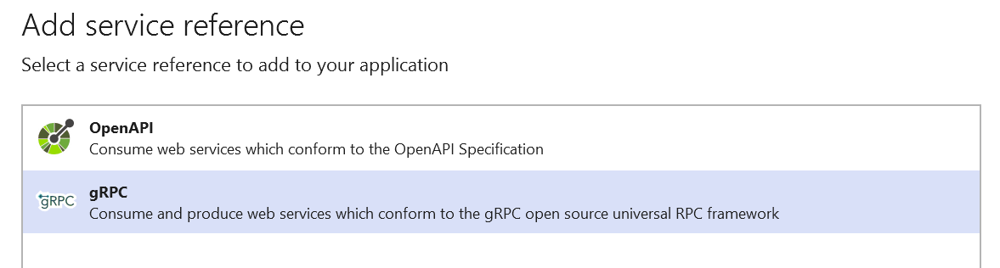 Add service reference
Select a service reference to add to your application
OpenAPI
Consume web services which conform to the OpenAPI Specification
gRPC
gRPC
Consume and produce web services which conform to the gRPC open source universal RPC framework